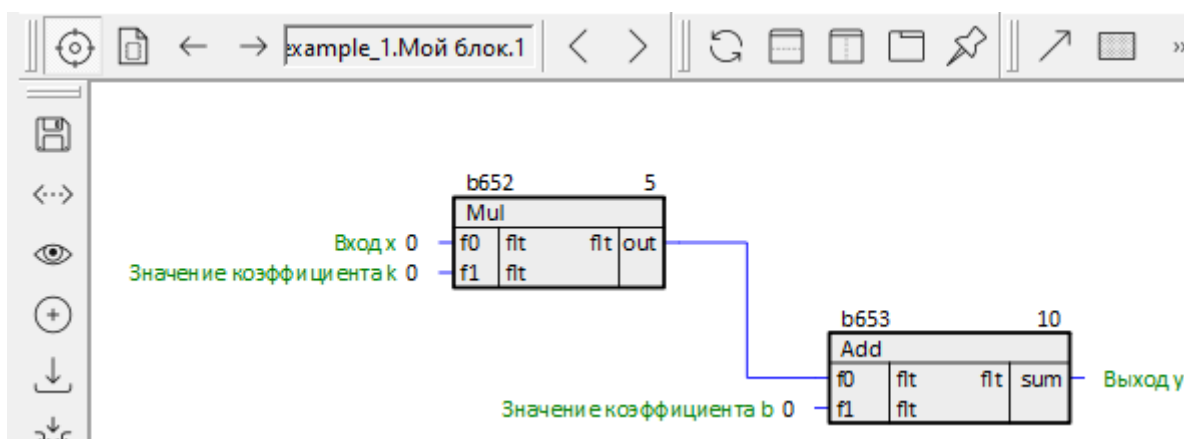 xample_1.Мой блок.1
»
b652 5
Mul
Вход x 0 f0 flt flt out
Значение коэффициента k 0 f1 flt
b653 10
Add
f0 flt flt sum Выход y
Значение коэффициента b 0 f1 flt